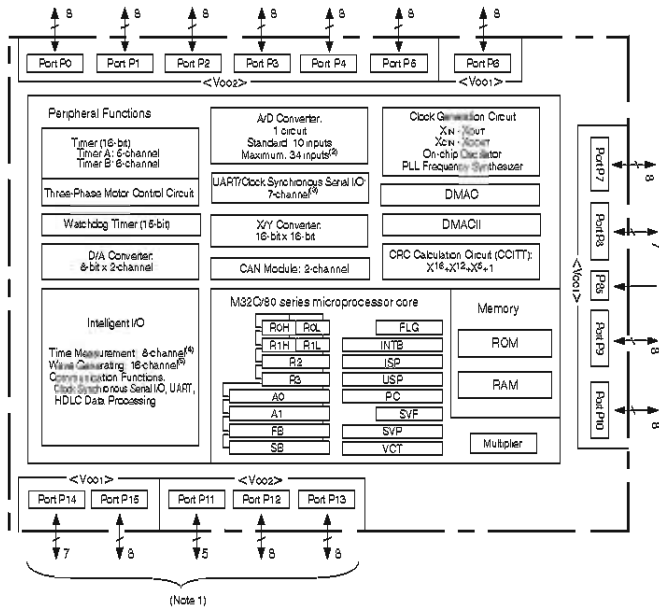 8 8 8 8 8 8 8
Port P0 Port P1 Port P2 Port P3 Port P4 Port P5 Port P6
<VCC2> <VCC1>
Peripheral Functions
Timer (16-bit)
Timer A: 5-channel
Timer B: 6-channel
Three-Phase Motor Control Circuit
Watchdog Timer (15-bit)
D/A Converter:
8-bit x 2-channel
Intelligent I/O
Time Measurement: 8-channel(4)
Wave Generating: 16-channel(5)
Communication Functions:
Clock Synchronous Serial I/O, UART,
HDLC Data Processing
A/D Converter:
1 circuit
Standard: 10 inputs
Maximum: 34 inputs(2)
UART/Clock Synchronous Serial I/O:
7-channel(3)
X/Y Converter:
16-bit x 16-bit
CAN Module: 2-channel
Clock Generation Circuit
XIN - XOUT
XCIN - XCOUT
On-chip Oscillator
PLL Frequency Synthesizer
DMAC
DMACII
CRC Calculation Circuit (CCITT):
X16+X12+X5+1
M32C/80 series microprocessor core
R0H R0L
R1H R1L
R2
R3
A0
A1
FB
SB
FLG
INTB
ISP
USP
PC
SVF
SVP
VCT
Memory
ROM
RAM
Multiplier
<VCC1>
Port P7 8
Port P8 7
P85
Port P9 8
Port P10 8
<VCC1> <VCC2>
Port P14 Port P15 Port P11 Port P12 Port P13
7 8 5 8 8
(Note 1)